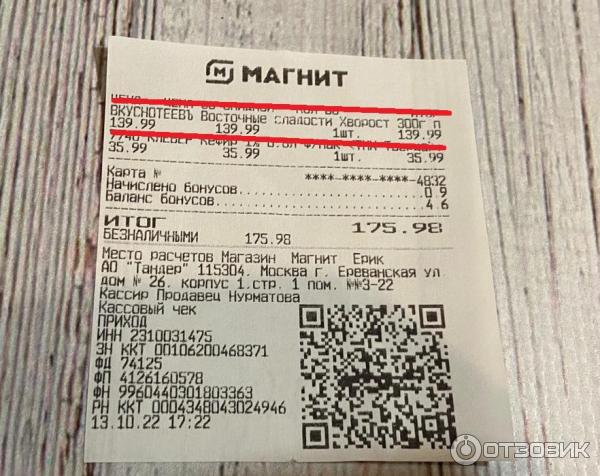 МАГНИТ
ВКУСНОТЕЕВЪ Восточные сладости Хворост 300г п
139.99 139.99 1шт. 139.99
35.99 35.99 1шт. 35.99
Карта № ****-****-****-4832
Начислено бонусов 0.9
Баланс бонусов 4.6
ИТОГ 175.98
БЕЗНАЛИЧНЫМИ 175.98
Место расчетов Магазин Магнит Ерик
АО "Тандер" 115304. Москва г. Ереванская ул.
дом № 26. корпус 1.стр. 1 пом. №№3-22
Кассир Продавец Нурматова
Кассовый чек
ПРИХОД
ИНН 2310031475
ЗН ККТ 00106200468371
ФД 74125
ФП 4126160578
ФН 9960440301803363
РН ККТ 0004348043024946
13.10.22 17:22
ОТЗОВИК